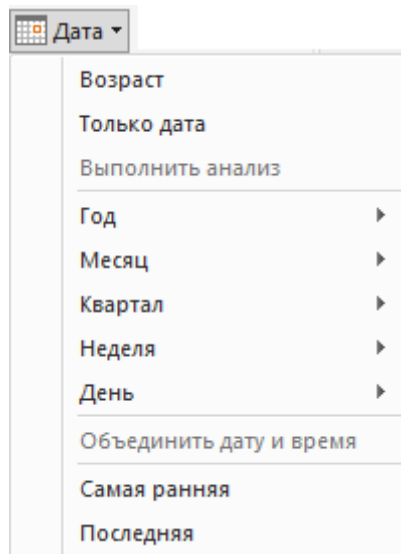 Дата
Возраст
Только дата
Выполнить анализ
Год
Месяц
Квартал
Неделя
День
Объединить дату и время
Самая ранняя
Последняя